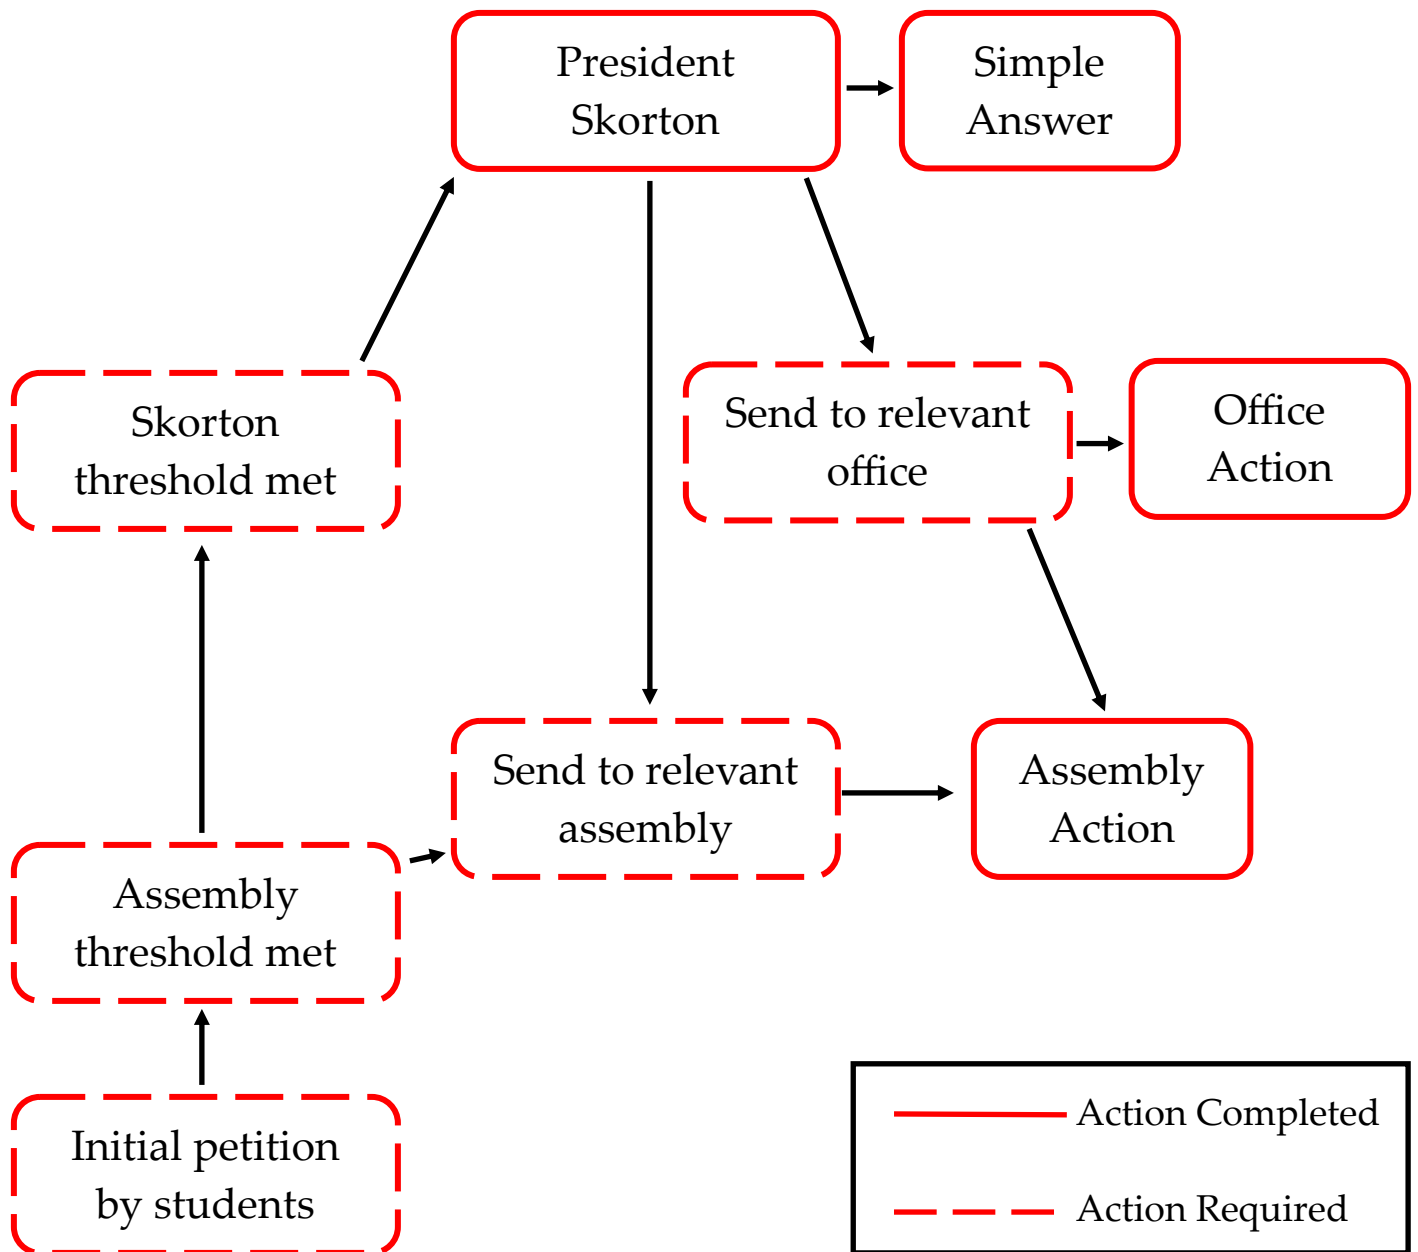 President
Skorton
Simple
Answer
Skorton
threshold met
Send to relevant
office
Office
Action
Send to relevant
assembly
Assembly
Action
Assembly
threshold met
Initial petition
by students
Action Completed
Action Required